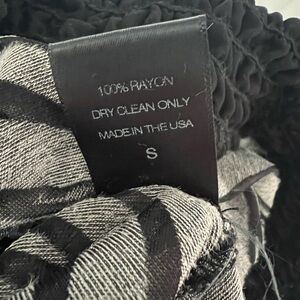 100% RAYON
DRY CLEAN ONLY
MADE IN THE USA
S